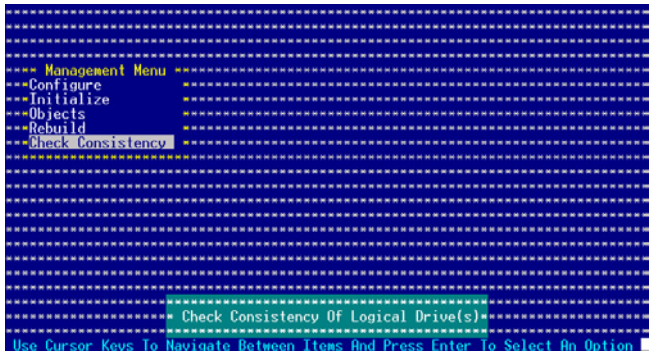 Management Menu
Configure
Initialize
Objects
Rebuild
Check Consistency
Check Consistency Of Logical Drive(s)
Use Cursor Keys To Navigate Between Items And Press Enter To Select An Option